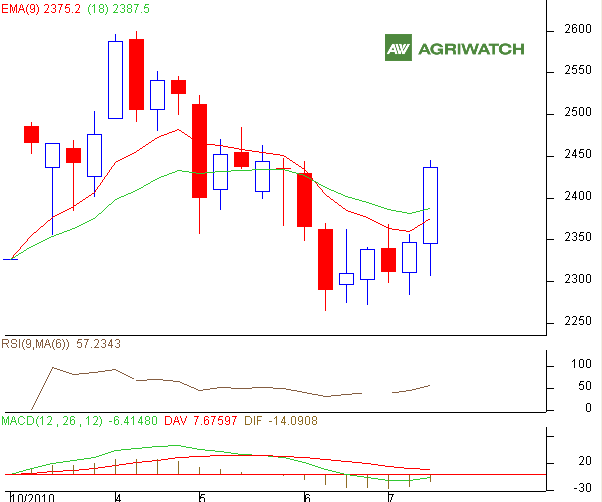 EMA(9) 2375.2 (18) 2387.5
AW AGRIWATCH
2600
2550
2500
2450
2400
2350
2300
2250
RSI(9,MA(6)) 57.2343
100
50
0
MACD(12,26,12) -6.41480 DAV 7.67597 DIF -14.0908
20
-30
10/2010 4 5 6 7